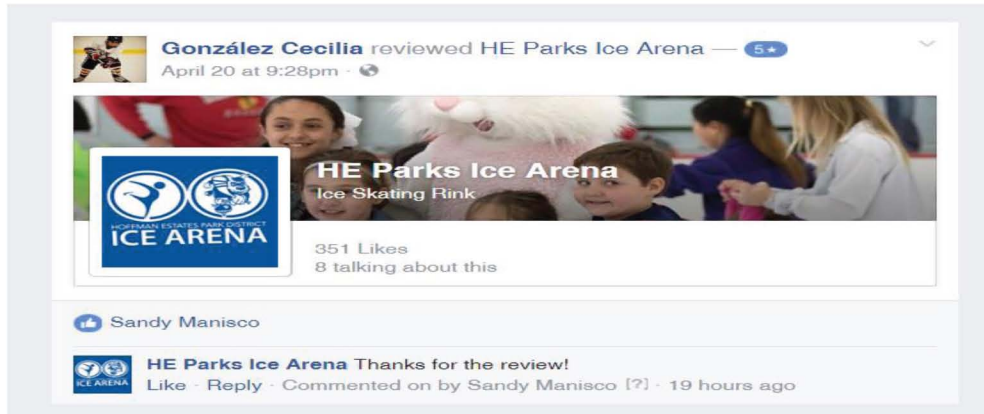 González Cecilia reviewed HE Parks Ice Arena — 5★
April 20 at 9:28pm ·
HE Parks Ice Arena
Ice Skating Rink
HOFFMAN ESTATES PARK DISTRICT
ICE ARENA
351 Likes
8 talking about this
Sandy Manisco
ICE ARENA
HE Parks Ice Arena Thanks for the review!
Like · Reply · Commented on by Sandy Manisco [?] · 19 hours ago